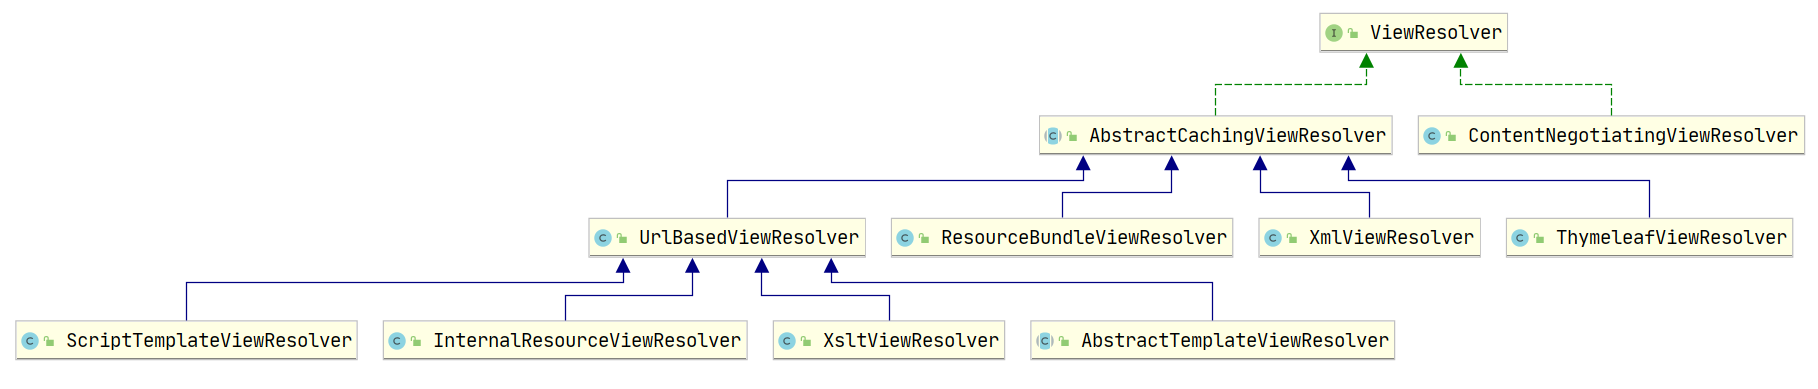 ViewResolver
AbstractCachingViewResolver
ContentNegotiatingViewResolver
UrlBasedViewResolver
ResourceBundleViewResolver
XmlViewResolver
ThymeleafViewResolver
ScriptTemplateViewResolver
InternalResourceViewResolver
XsltViewResolver
AbstractTemplateViewResolver